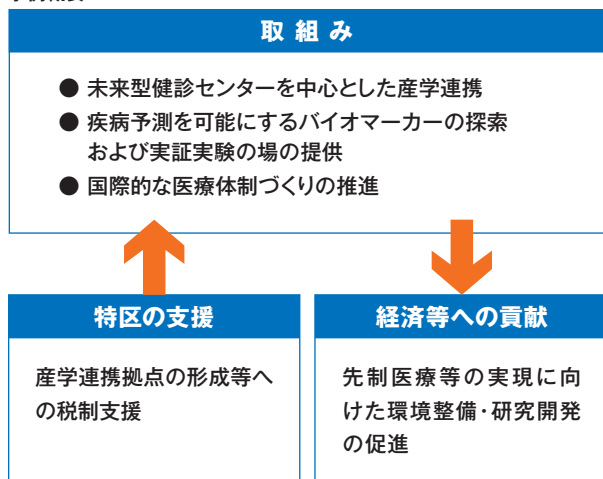 取組み
● 未来型健診センターを中心とした産学連携
● 疾病予測を可能にするバイオマーカーの探索
および実証実験の場の提供
● 国際的な医療体制づくりの推進
特区の支援
産学連携拠点の形成等へ
の税制支援
経済等への貢献
先制医療等の実現に向
けた環境整備・研究開発
の促進